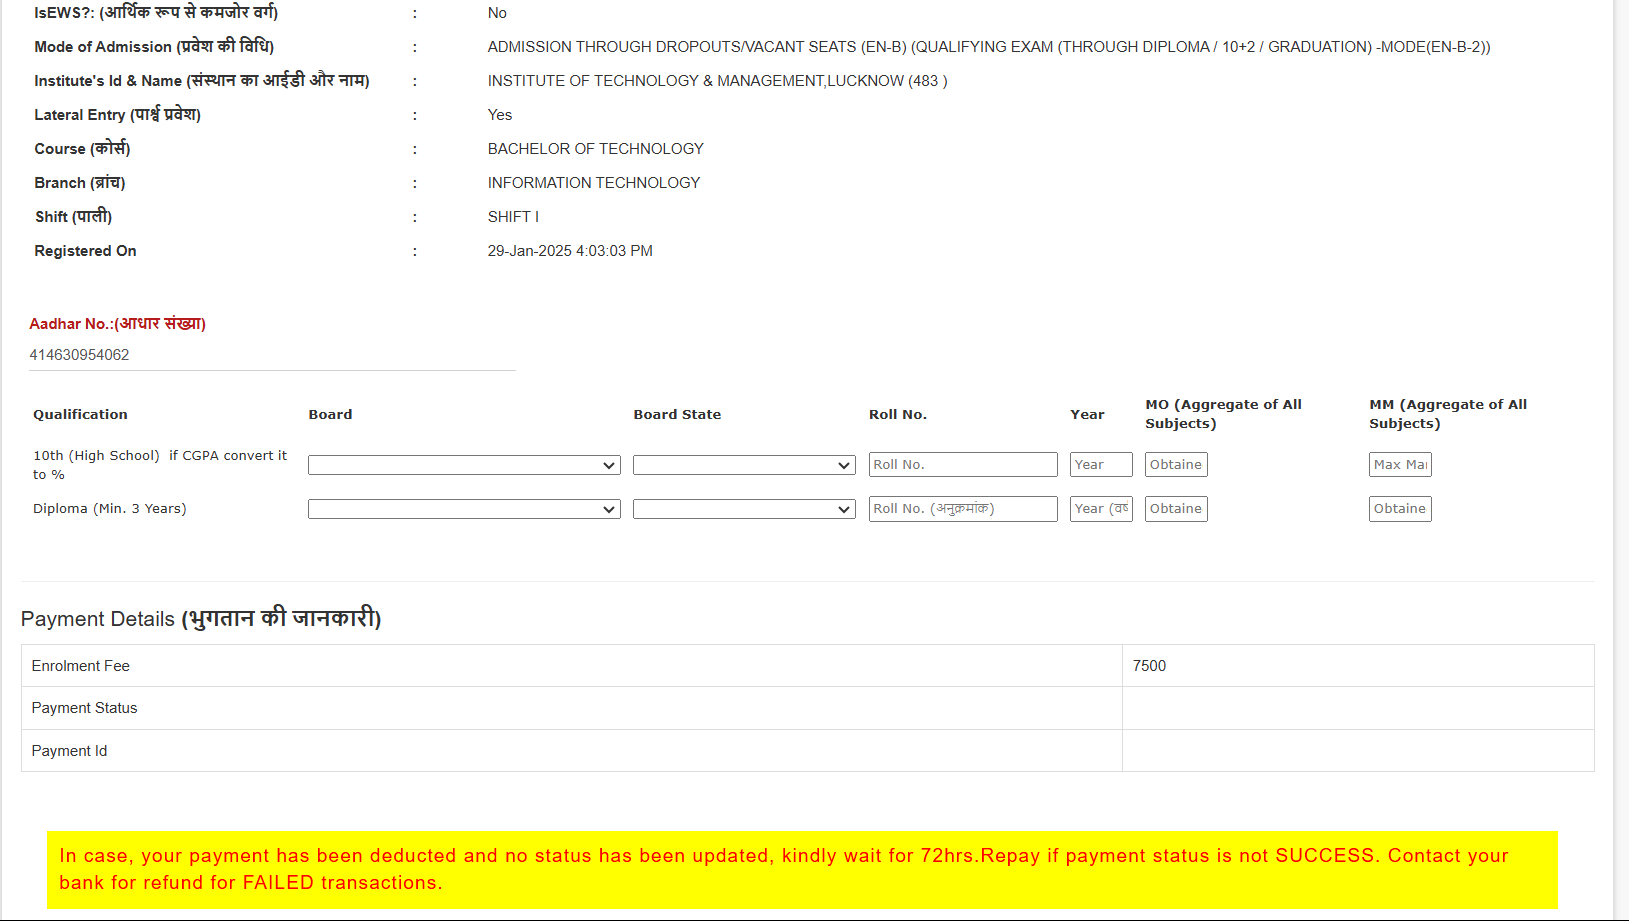 IsEWS?: (आर्थिक रूप से कमजोर वर्ग) : No
Mode of Admission (प्रवेश की विधि) : ADMISSION THROUGH DROPOUTS/VACANT SEATS (EN-B) (QUALIFYING EXAM (THROUGH DIPLOMA / 10+2 / GRADUATION) -MODE(EN-B-2))
Institute's Id & Name (संस्थान का आईडी और नाम) : INSTITUTE OF TECHNOLOGY & MANAGEMENT,LUCKNOW (483 )
Lateral Entry (पार्श्व प्रवेश) : Yes
Course (कोर्स) : BACHELOR OF TECHNOLOGY
Branch (ब्रांच) : INFORMATION TECHNOLOGY
Shift (पाली) : SHIFT I
Registered On : 29-Jan-2025 4:03:03 PM
Aadhar No.:(आधार संख्या)
414630954062
Qualification Board Board State Roll No. Year MO (Aggregate of All Subjects) MM (Aggregate of All Subjects)
10th (High School) if CGPA convert it to % Roll No. Year Obtaine Max Mai
Diploma (Min. 3 Years) Roll No. (अनुक्रमांक) Year (वर्ष Obtaine Obtaine
Payment Details (भुगतान की जानकारी)
Enrolment Fee 7500
Payment Status
Payment Id
In case, your payment has been deducted and no status has been updated, kindly wait for 72hrs.Repay if payment status is not SUCCESS. Contact your
bank for refund for FAILED transactions.